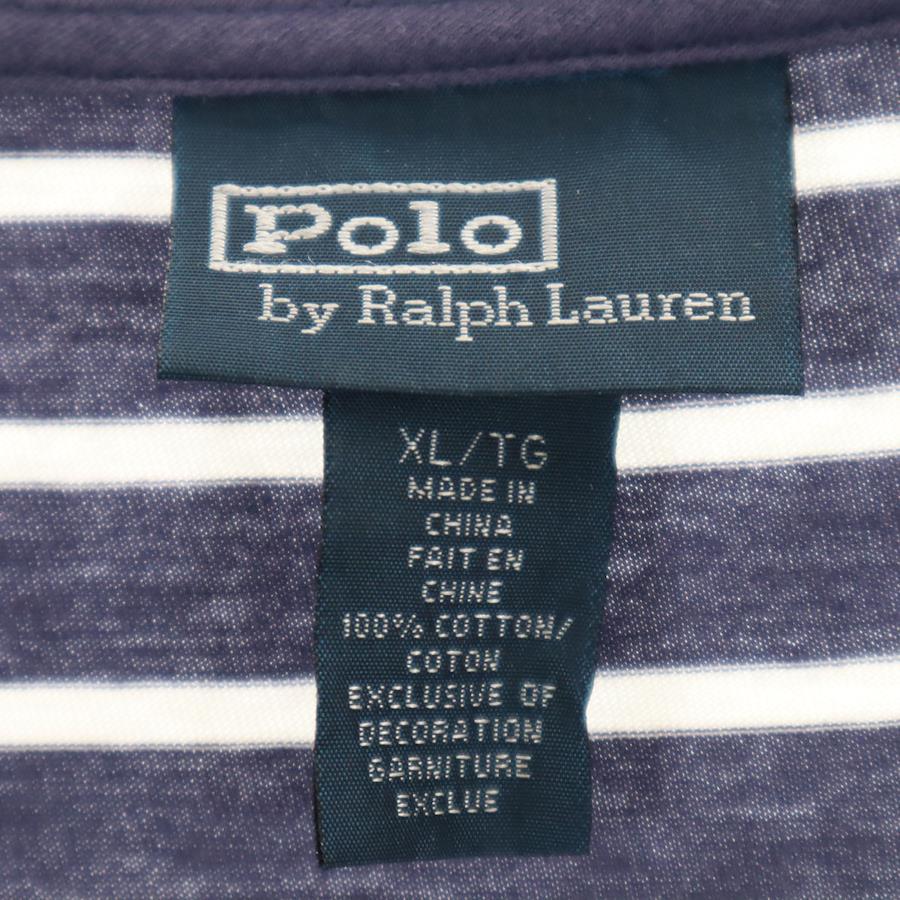 Polo
by Ralph Lauren
XL/TG
MADE IN
CHINA
FAIT EN
CHINE
100% COTTON/
COTON
EXCLUSIVE OF
DECORATION
GARNITURE
EXCLUE